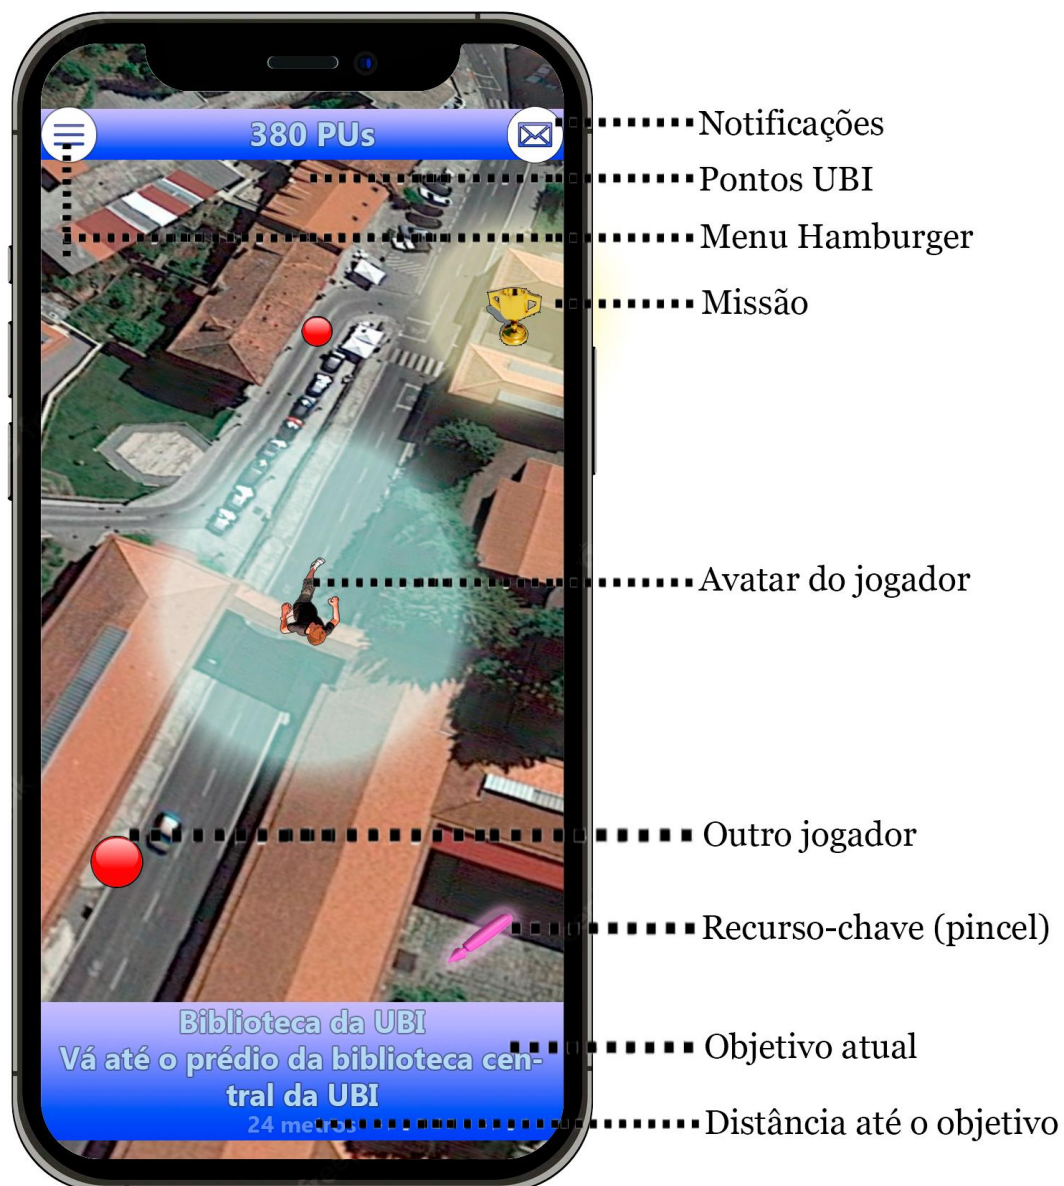 380 PUs
Notificações
Pontos UBI
Menu Hamburger
Missão
Avatar do jogador
Outro jogador
Recurso-chave (pincel)
Biblioteca da UBI
Vá até o prédio da biblioteca cen-
tral da UBI
24 metros
Objetivo atual
Distância até o objetivo